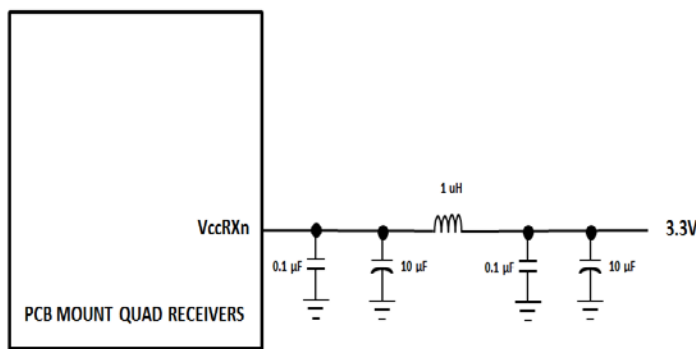 1 uH
VccRXn
3.3V
0.1 µF
10 µF
0.1 µF
10 µF
PCB MOUNT QUAD RECEIVERS